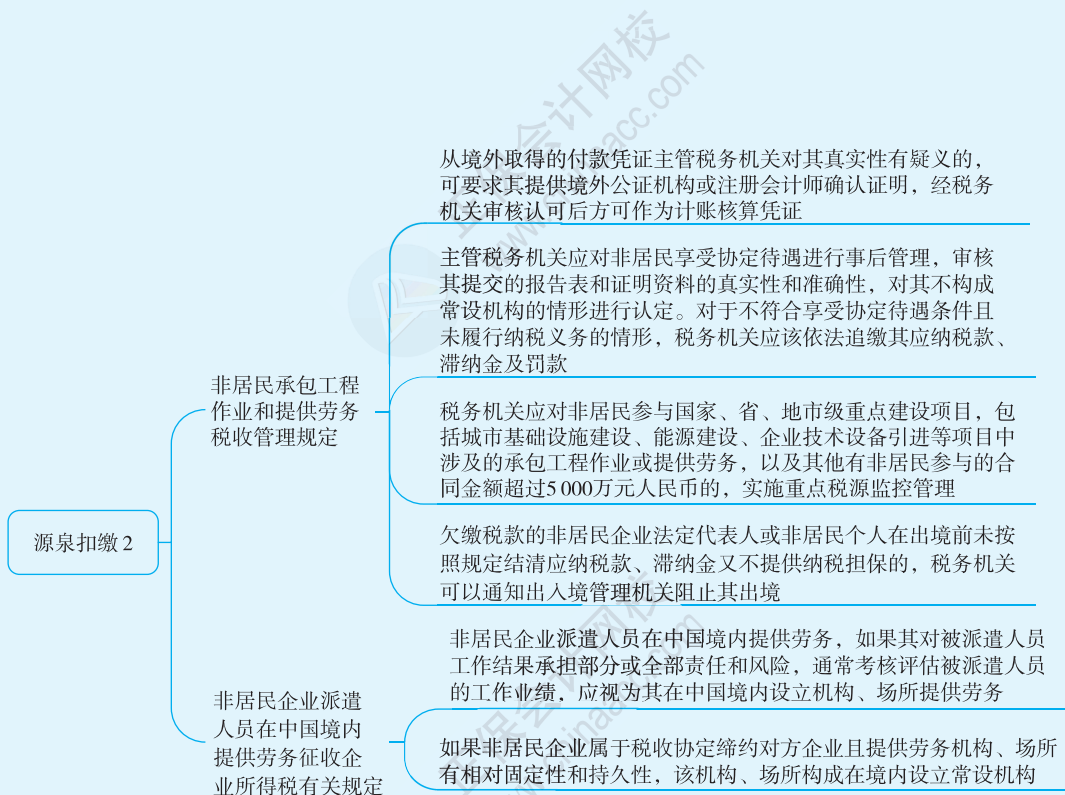 从境外取得的付款凭证主管税务机关对其真实性有疑义的，
可要求其提供境外公证机构或注册会计师确认证明，经税务
机关审核认可后方可作为计账核算凭证
主管税务机关应对非居民享受协定待遇进行事后管理，审核
其提交的报告表和证明资料的真实性和准确性，对其不构成
常设机构的情形进行认定。对于不符合享受协定待遇条件且
未履行纳税义务的情形，税务机关应该依法追缴其应纳税款、
滞纳金及罚款
非居民承包工程
作业和提供劳务
税收管理规定
税务机关应对非居民参与国家、省、地市级重点建设项目，包
括城市基础设施建设、能源建设、企业技术设备引进等项目中
涉及的承包工程作业或提供劳务，以及其他有非居民参与的合
同金额超过5 000万元人民币的，实施重点税源监控管理
源泉扣缴2
欠缴税款的非居民企业法定代表人或非居民个人在出境前未按
照规定结清应纳税款、滞纳金又不提供纳税担保的，税务机关
可以通知出入境管理机关阻止其出境
非居民企业派遣人员在中国境内提供劳务，如果其对被派遣人员
工作结果承担部分或全部责任和风险，通常考核评估被派遣人员
的工作业绩，应视为其在中国境内设立机构、场所提供劳务
非居民企业派遣
人员在中国境内
提供劳务征收企
业所得税有关规定
如果非居民企业属于税收协定缔约对方企业且提供劳务机构、场所
有相对固定性和持久性，该机构、场所构成在境内设立常设机构
正保会计网校
www.chinaacc.com
正保会计网校
www.chinaacc.com